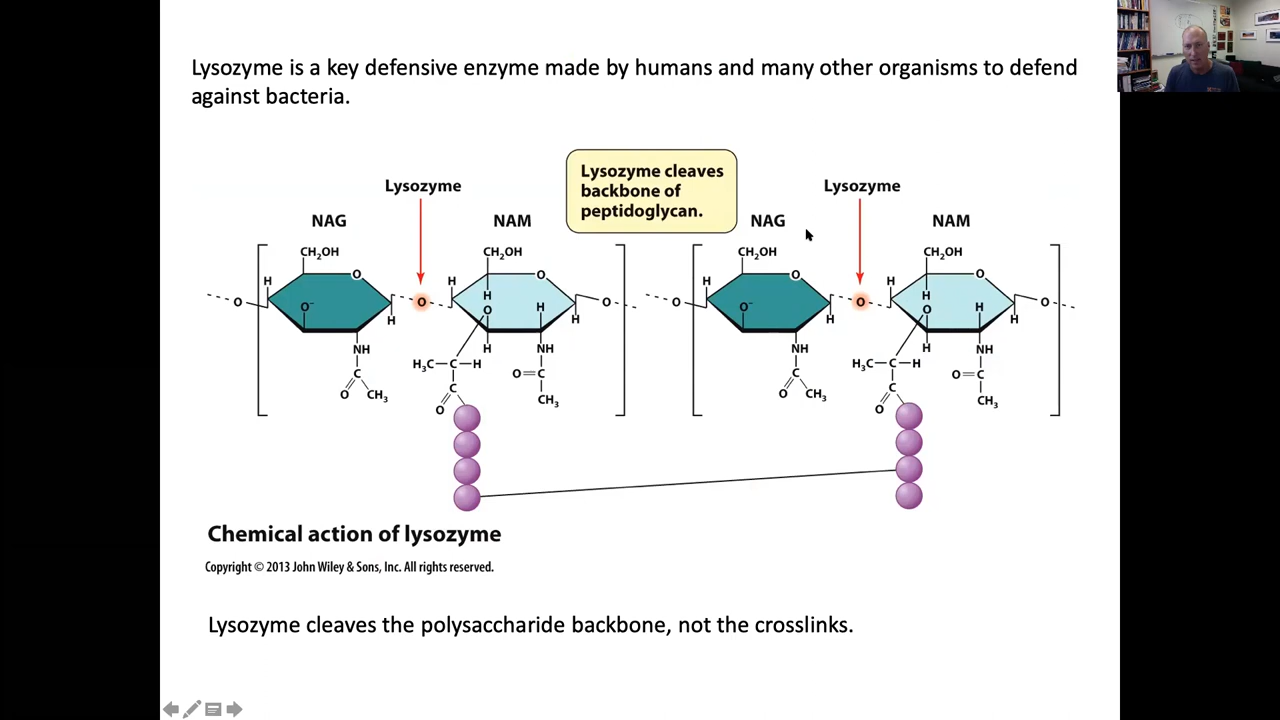 Lysozyme is a key defensive enzyme made by humans and many other organisms to defend
against bacteria.
Lysozyme cleaves
backbone of
peptidoglycan.
Lysozyme
Lysozyme
NAG
NAM
NAG
NAM
CH₂OH
CH₂OH
CH₂OH
CH₂OH
H
O
H
O
H
O
H
O
O
O⁻
H
O
H
O
H
H
O
O
O⁻
H
O
H
O
H
H
O
NH
H
NH
NH
H
NH
C
O
CH₃
H₃C—C—H
C
O
O=C
CH₃
C
O
CH₃
H₃C—C—H
C
O
O=C
CH₃
Chemical action of lysozyme
Copyright © 2013 John Wiley & Sons, Inc. All rights reserved.
Lysozyme cleaves the polysaccharide backbone, not the crosslinks.